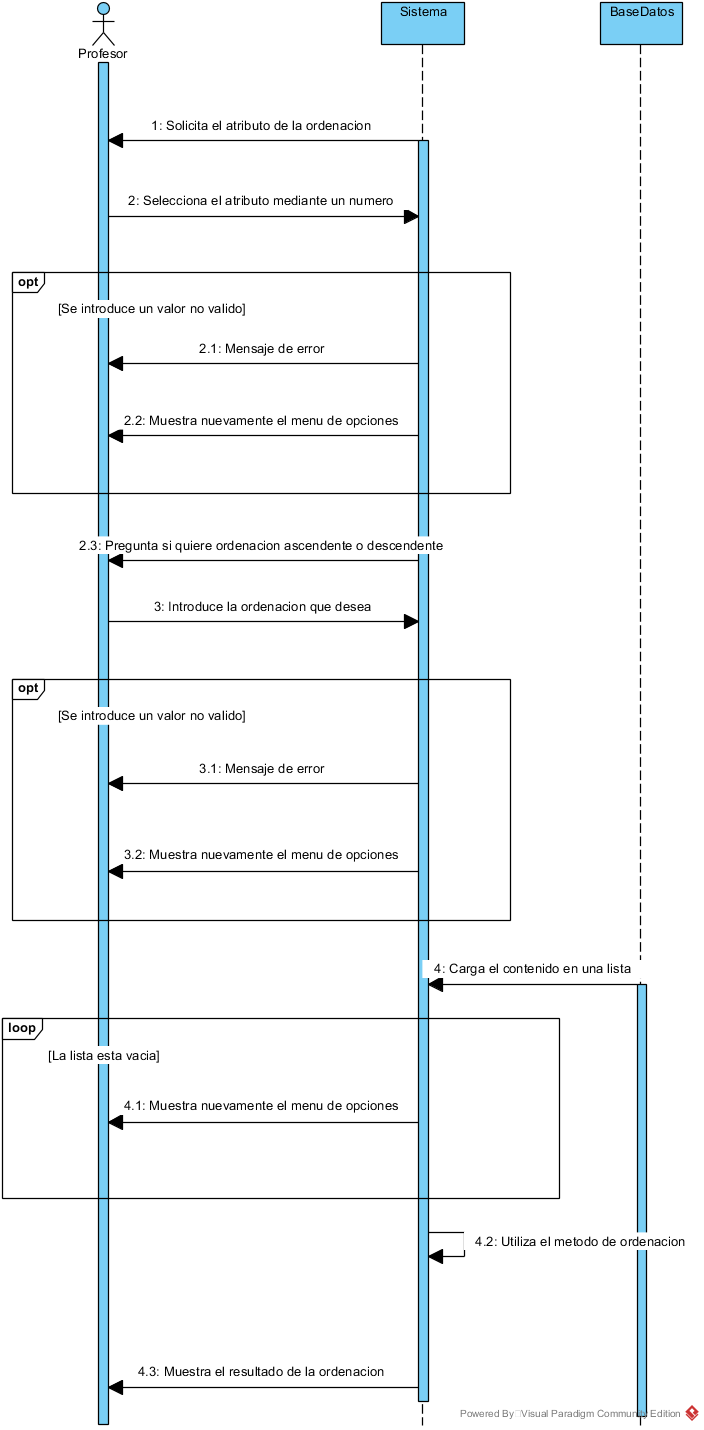 Profesor
Sistema
BaseDatos
1: Solicita el atributo de la ordenacion
2: Selecciona el atributo mediante un numero
opt
[Se introduce un valor no valido]
2.1: Mensaje de error
2.2: Muestra nuevamente el menu de opciones
2.3: Pregunta si quiere ordenacion ascendente o descendente
3: Introduce la ordenacion que desea
opt
[Se introduce un valor no valido]
3.1: Mensaje de error
3.2: Muestra nuevamente el menu de opciones
4: Carga el contenido en una lista
loop
[La lista esta vacia]
4.1: Muestra nuevamente el menu de opciones
4.2: Utiliza el metodo de ordenacion
4.3: Muestra el resultado de la ordenacion
Powered By Visual Paradigm Community Edition